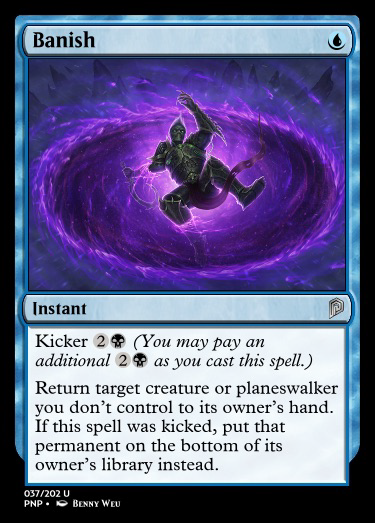 Banish
Instant
Kicker 2 (You may pay an
additional 2 as you cast this spell.)
Return target creature or planeswalker
you don't control to its owner's hand.
If this spell was kicked, put that
permanent on the bottom of its
owner's library instead.
037/202 U
PNP • Benny Weu